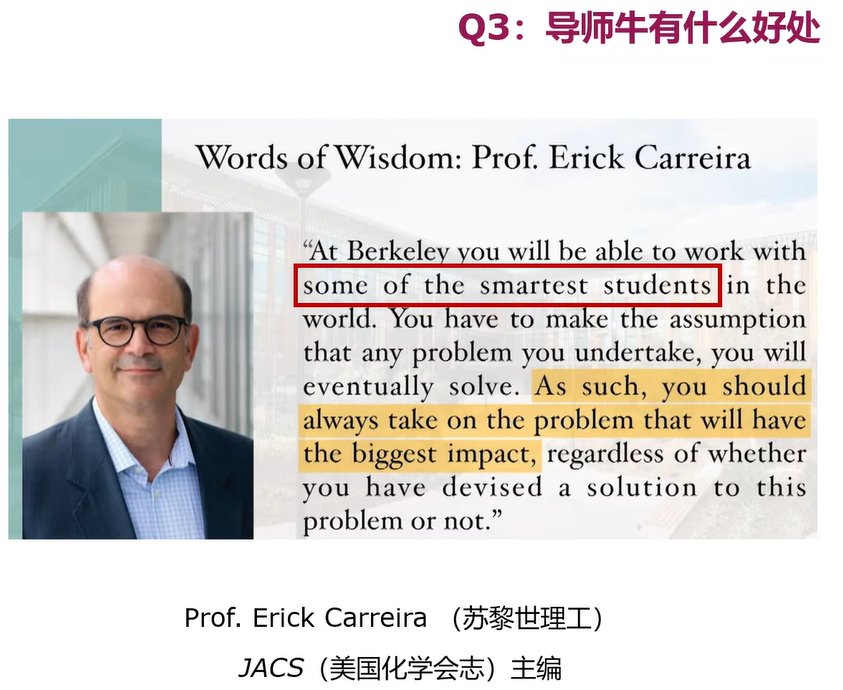 Q3：导师牛有什么好处
Words of Wisdom: Prof. Erick Carreira
“At Berkeley you will be able to work with
some of the smartest students in the
world. You have to make the assumption
that any problem you undertake, you will
eventually solve. As such, you should
always take on the problem that will have
the biggest impact, regardless of whether
you have devised a solution to this
problem or not.”
Prof. Erick Carreira （苏黎世理工）
JACS（美国化学会志）主编